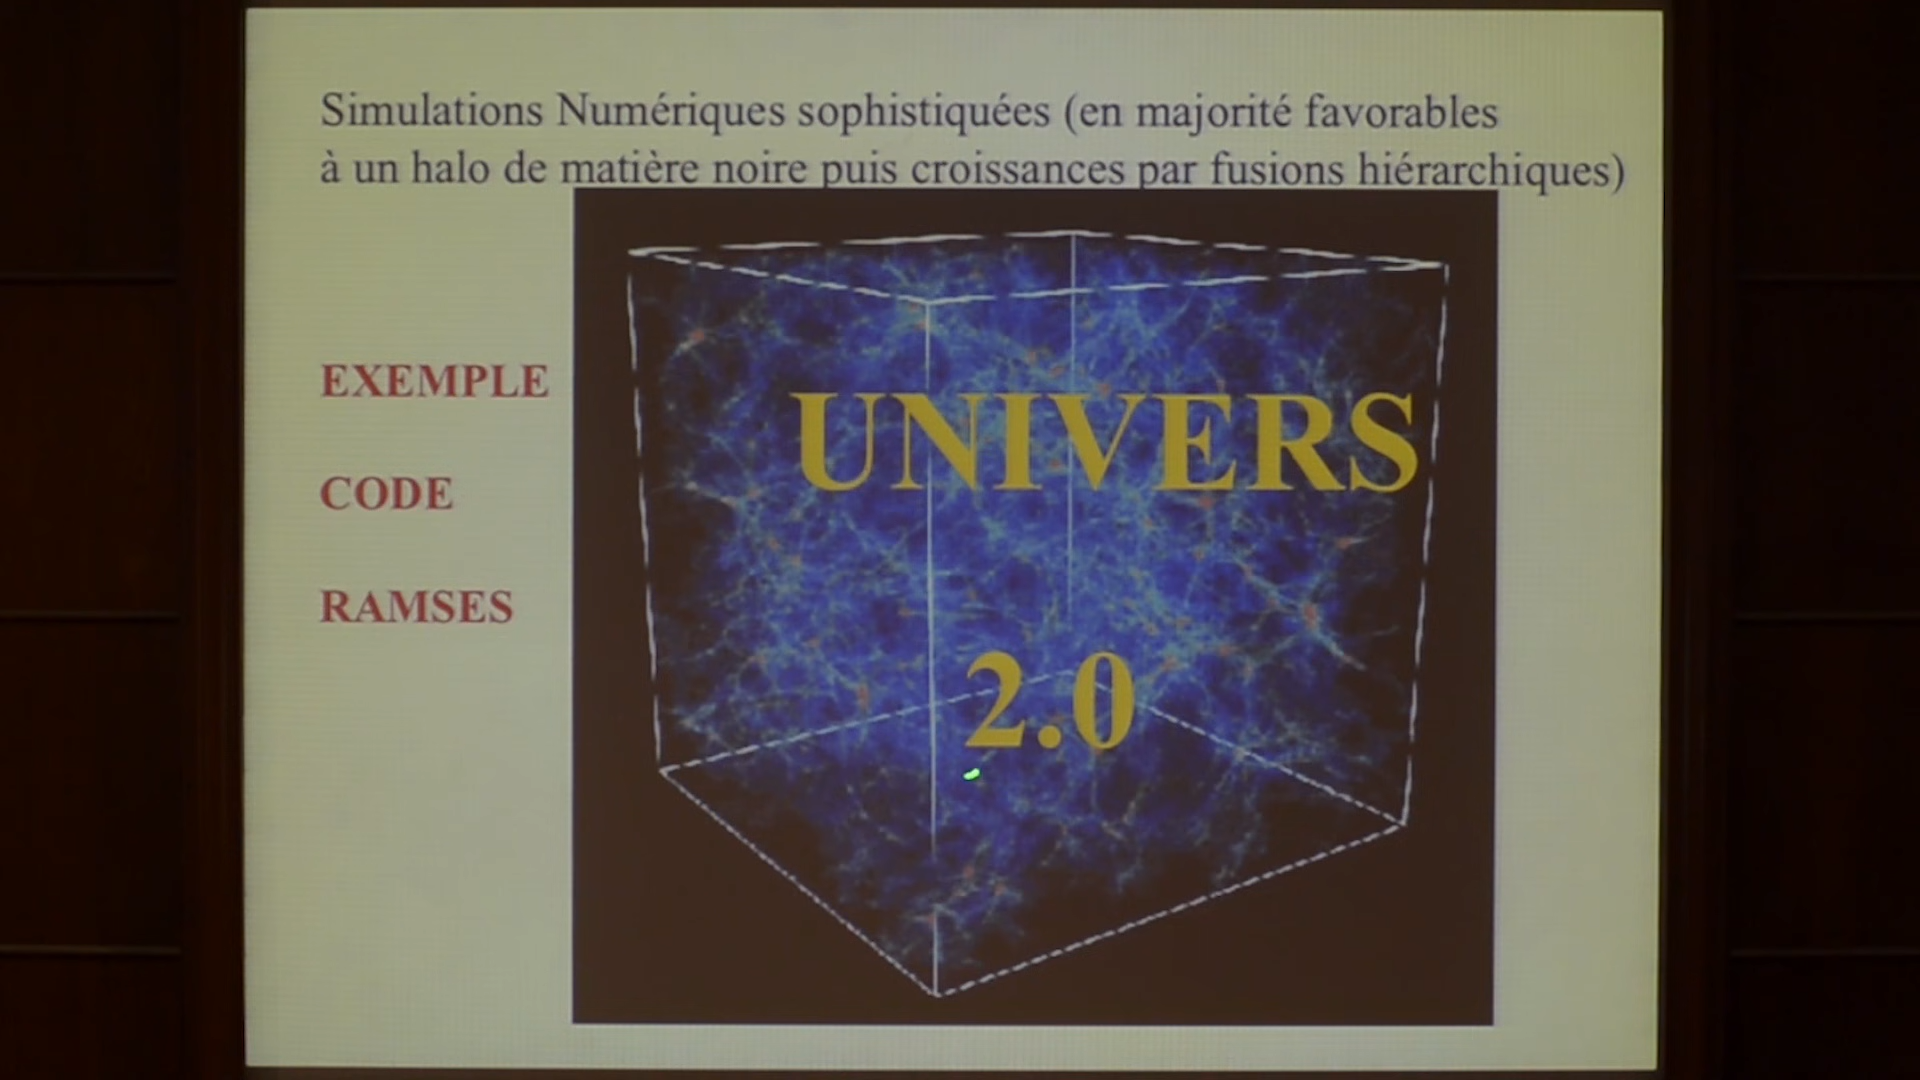 Simulations Numériques sophistiquées (en majorité favorables
à un halo de matière noire puis croissances par fusions hiérarchiques)
EXEMPLE
CODE
RAMSES
UNIVERS
2.0